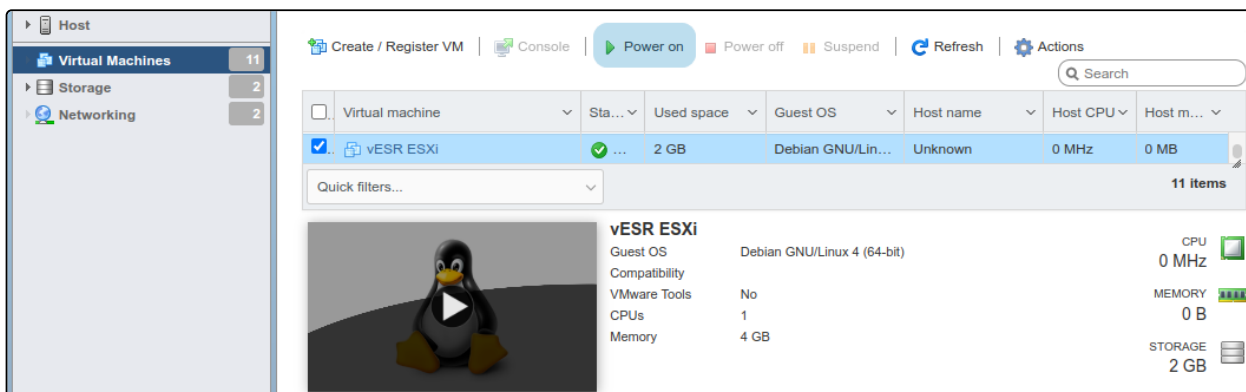 Host
Create / Register VM Console Power on Power off Suspend Refresh Actions
Virtual Machines 11
Search
Storage 2
Networking 2
Virtual machine Sta... Used space Guest OS Host name Host CPU Host m...
vESR ESXi ... 2 GB Debian GNU/Lin... Unknown 0 MHz 0 MB
Quick filters... 11 items
vESR ESXi
Guest OS Debian GNU/Linux 4 (64-bit)
Compatibility
VMware Tools No
CPUs 1
Memory 4 GB
CPU
0 MHz
MEMORY
0 B
STORAGE
2 GB